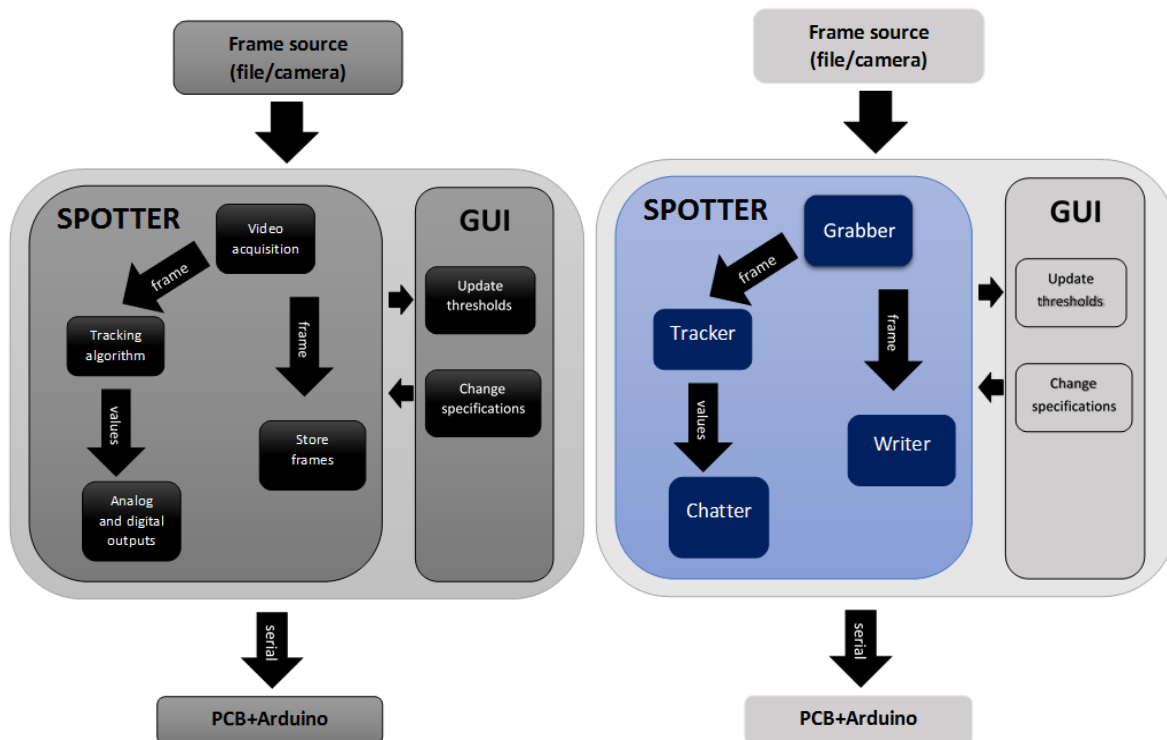 Frame source
(file/camera)
SPOTTER
GUI
Video
acquisition
frame
frame
Update
thresholds
Tracking
algorithm
Change
specifications
values
Store
frames
Analog
and digital
outputs
serial
PCB+Arduino
Frame source
(file/camera)
SPOTTER
GUI
Grabber
frame
frame
Update
thresholds
Tracker
Change
specifications
values
Writer
Chatter
serial
PCB+Arduino